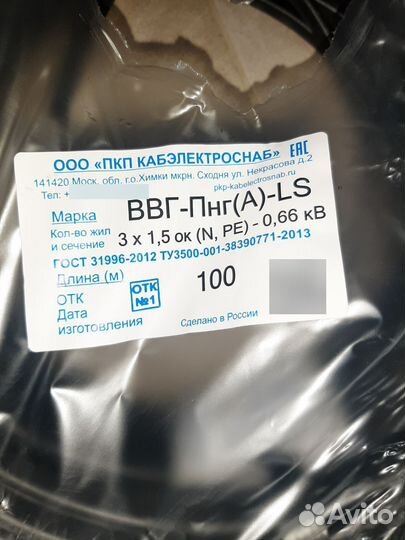 ООО «ПКП КАБЭЛЕКТРОСНАБ» ЕАС
141420 Моск. обл. г.о.Химки мкрн. Сходня ул. Некрасова д.2
Тел: + pkp-kabelectrosnab.ru
Марка ВВГ-Пнг(А)-LS
Кол-во жил
и сечение 3 x 1,5 ок (N, PE) - 0,66 кВ
ГОСТ 31996-2012 ТУ3500-001-38390771-2013
Длина (м) 100
ОТК ОТК №1
Дата
изготовления Сделано в России
Avito